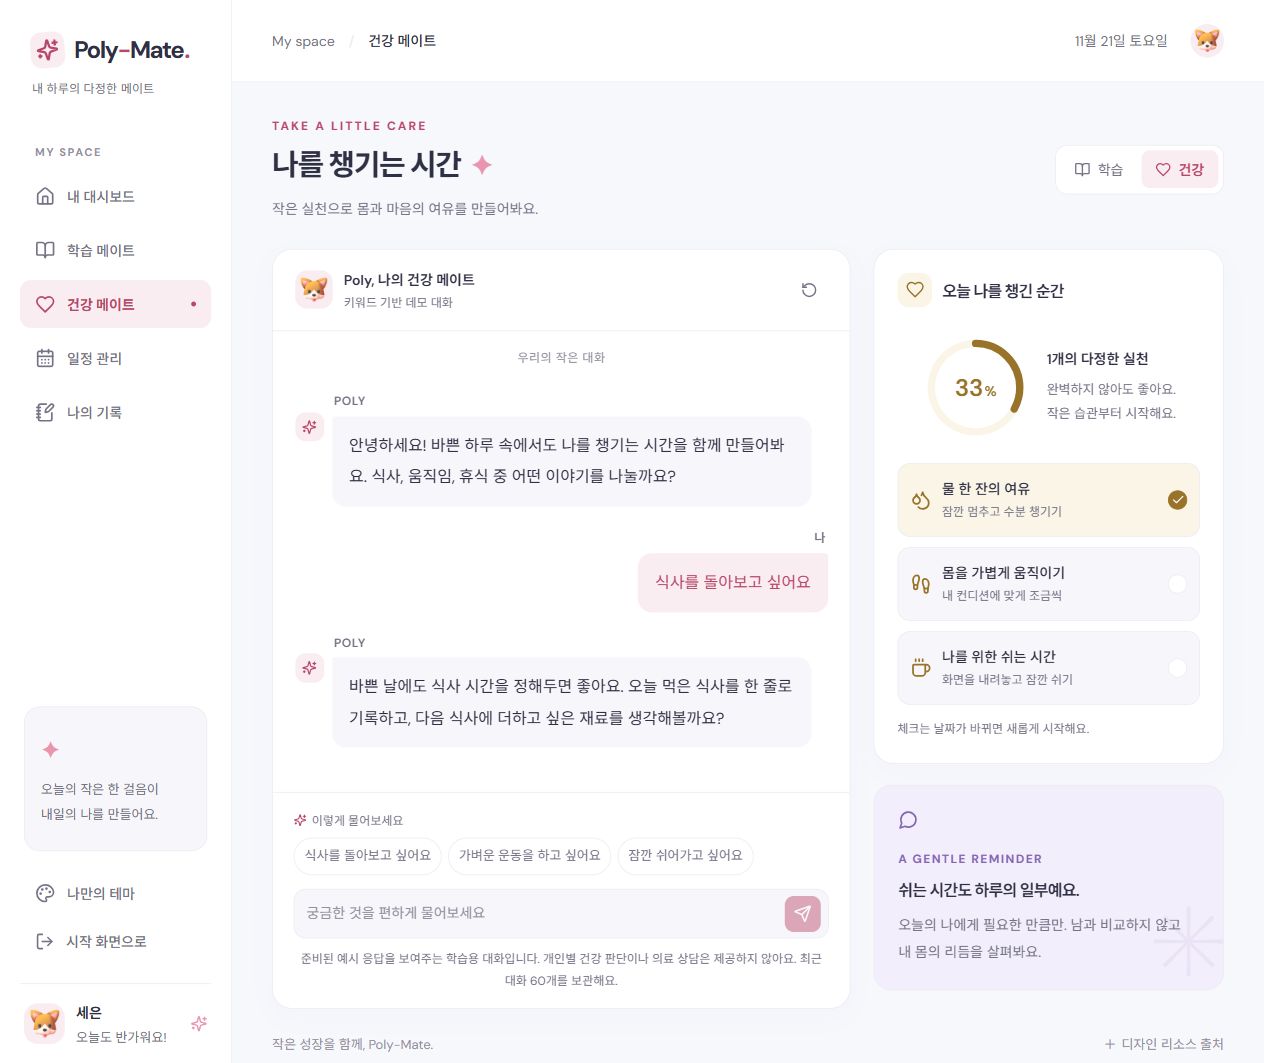 Poly-Mate.
내 하루의 다정한 메이트
MY SPACE
내 대시보드
학습 메이트
건강 메이트
일정 관리
나의 기록
오늘의 작은 한 걸음이
내일의 나를 만들어요.
나만의 테마
시작 화면으로
세은
오늘도 반가워요!
My space / 건강 메이트
11월 21일 토요일
TAKE A LITTLE CARE
나를 챙기는 시간
작은 실천으로 몸과 마음의 여유를 만들어봐요.
학습
건강
Poly, 나의 건강 메이트
키워드 기반 데모 대화
우리의 작은 대화
POLY
안녕하세요! 바쁜 하루 속에서도 나를 챙기는 시간을 함께 만들어봐
요. 식사, 움직임, 휴식 중 어떤 이야기를 나눌까요?
나
식사를 돌아보고 싶어요
POLY
바쁜 날에도 식사 시간을 정해두면 좋아요. 오늘 먹은 식사를 한 줄로
기록하고, 다음 식사에 더하고 싶은 재료를 생각해볼까요?
이렇게 물어보세요
식사를 돌아보고 싶어요
가벼운 운동을 하고 싶어요
잠깐 쉬어가고 싶어요
궁금한 것을 편하게 물어보세요
준비된 예시 응답을 보여주는 학습용 대화입니다. 개인별 건강 판단이나 의료 상담은 제공하지 않아요. 최근
대화 60개를 보관해요.
오늘 나를 챙긴 순간
33%
1개의 다정한 실천
완벽하지 않아도 좋아요.
작은 습관부터 시작해요.
물 한 잔의 여유
잠깐 멈추고 수분 챙기기
몸을 가볍게 움직이기
내 컨디션에 맞게 조금씩
나를 위한 쉬는 시간
화면을 내려놓고 잠깐 쉬기
체크는 날짜가 바뀌면 새롭게 시작해요.
A GENTLE REMINDER
쉬는 시간도 하루의 일부예요.
오늘의 나에게 필요한 만큼만. 남과 비교하지 않고
내 몸의 리듬을 살펴봐요.
작은 성장을 함께, Poly-Mate.
디자인 리소스 출처